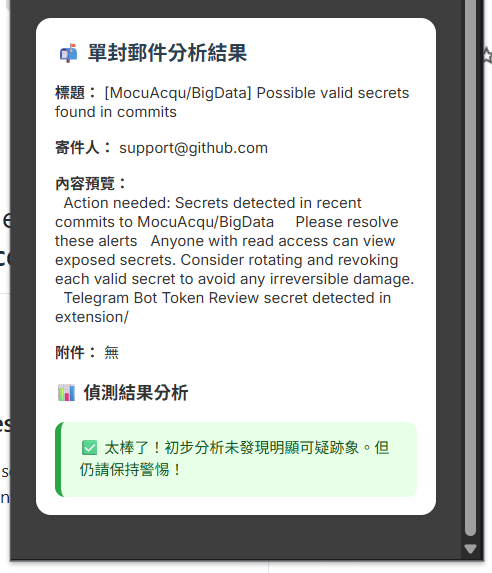 單封郵件分析結果
標題： [MocuAcqu/BigData] Possible valid secrets
found in commits
寄件人： support@github.com
內容預覽：
Action needed: Secrets detected in recent
commits to MocuAcqu/BigData Please resolve
these alerts Anyone with read access can view
exposed secrets. Consider rotating and revoking
each valid secret to avoid any irreversible damage.
Telegram Bot Token Review secret detected in
extension/
附件： 無
偵測結果分析
太棒了！初步分析未發現明顯可疑跡象。但
仍請保持警惕！